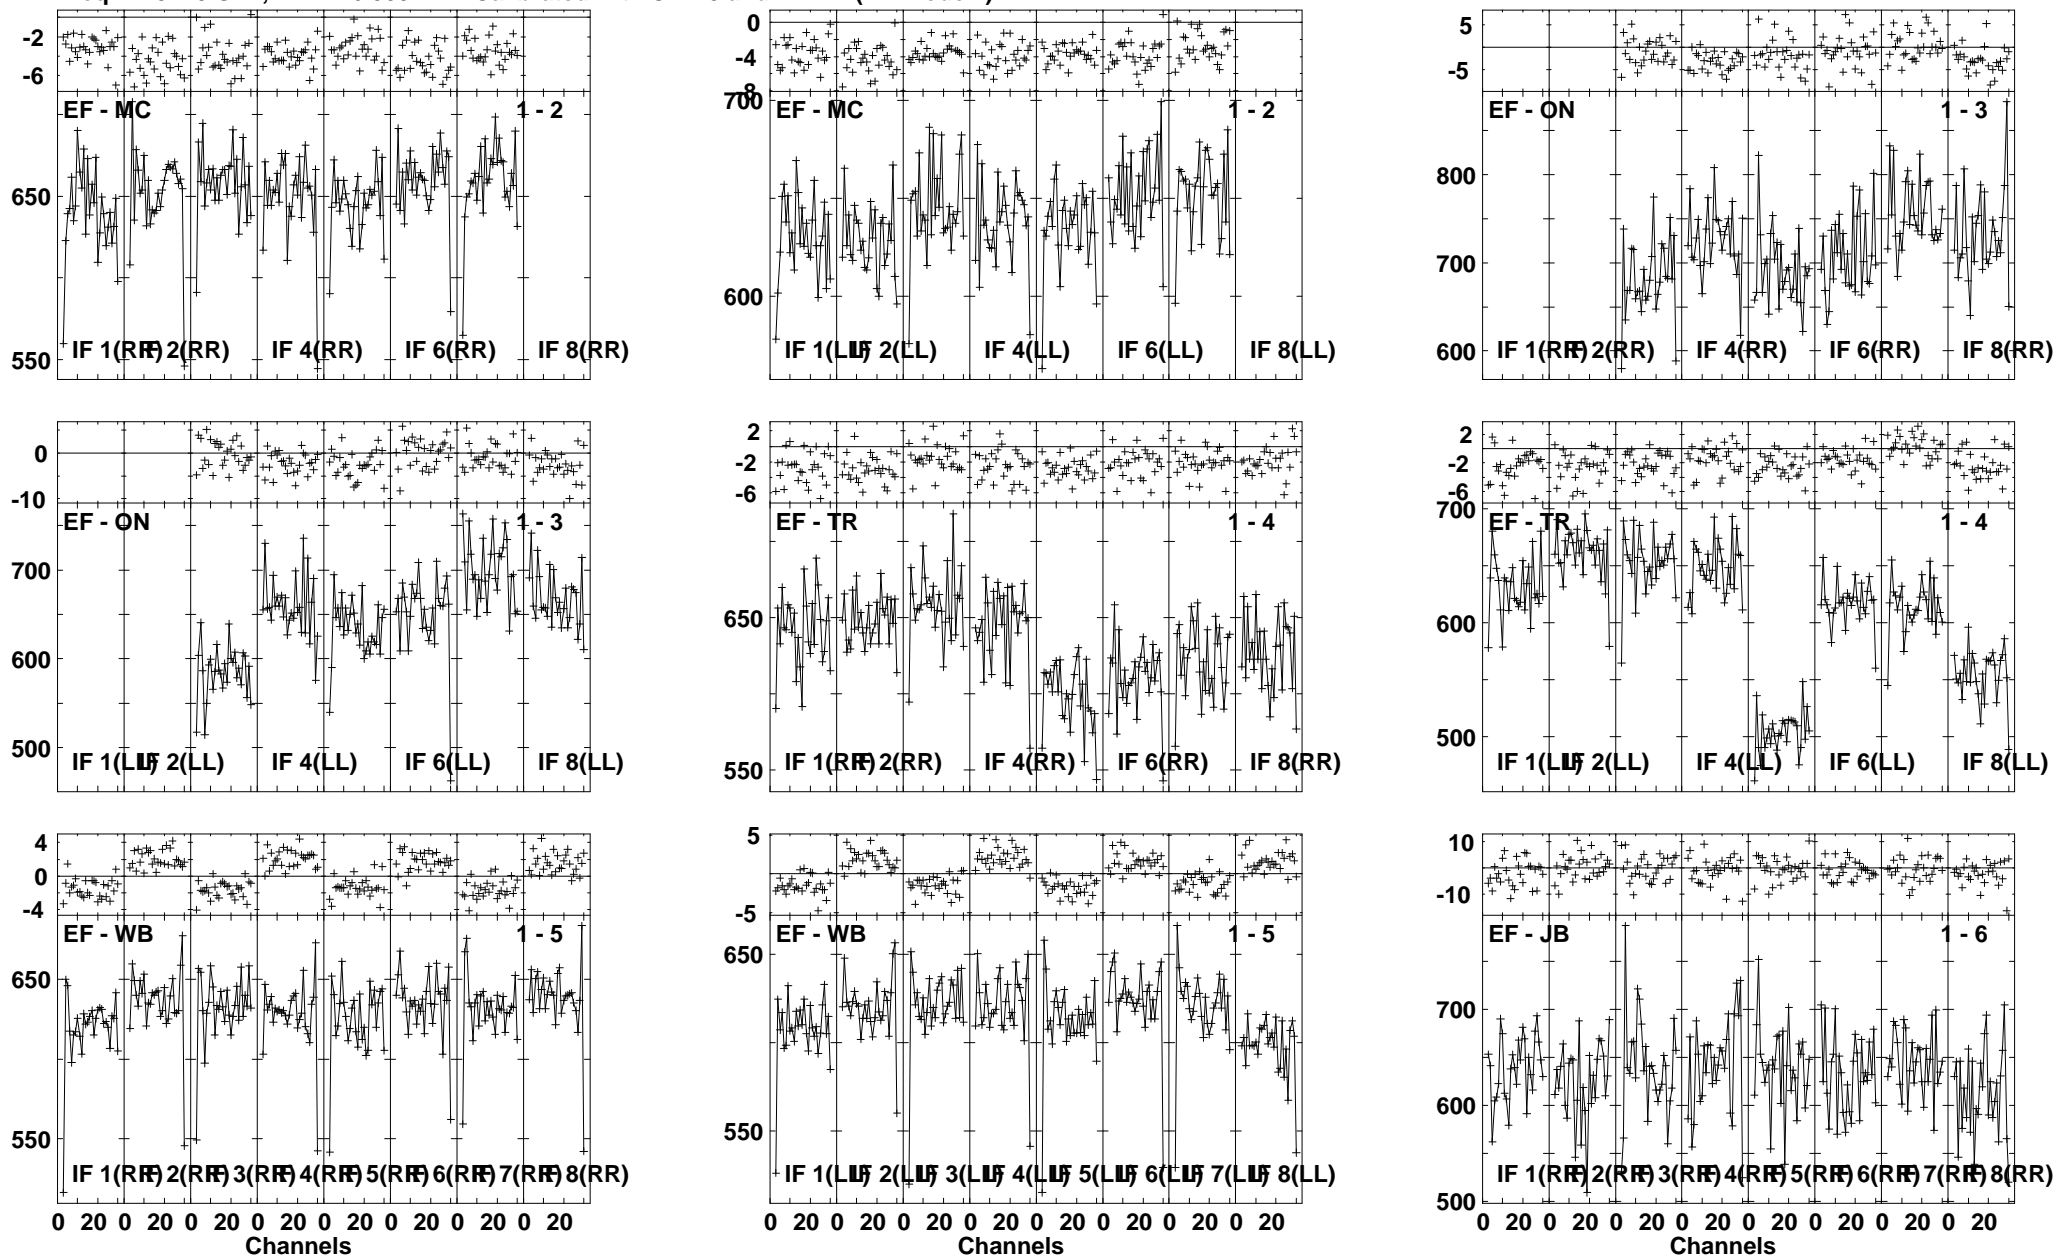 -2
-6
EF - MC 1 - 2
650
550
IF 1(RR) IF 2(RR) IF 4(RR) IF 6(RR) IF 8(RR)
0
-4
-8
700
EF - MC 1 - 2
600
IF 1(LL) IF 2(LL) IF 4(LL) IF 6(LL) IF 8(LL)
5
-5
EF - ON 1 - 3
800
700
600
IF 1(RR) IF 2(RR) IF 4(RR) IF 6(RR) IF 8(RR)
0
-10
EF - ON 1 - 3
700
600
500
IF 1(LL) IF 2(LL) IF 4(LL) IF 6(LL) IF 8(LL)
2
-2
-6
EF - TR 1 - 4
650
550
IF 1(RR) IF 2(RR) IF 4(RR) IF 6(RR) IF 8(RR)
2
-2
-6
700
EF - TR 1 - 4
600
500
IF 1(LL) IF 2(LL) IF 4(LL) IF 6(LL) IF 8(LL)
4
0
-4
EF - WB 1 - 5
650
550
IF 1(RR) IF 2(RR) IF 3(RR) IF 4(RR) IF 5(RR) IF 6(RR) IF 7(RR) IF 8(RR)
0 20 0 20 0 20 0 20 0 20 0 20 0 20 0 20
Channels
5
0
-5
EF - WB 1 - 5
650
550
IF 1(LL) IF 2(LL) IF 3(LL) IF 4(LL) IF 5(LL) IF 6(LL) IF 7(LL) IF 8(LL)
0 20 0 20 0 20 0 20 0 20 0 20 0 20 0 20
Channels
10
-10
EF - JB 1 - 6
700
600
500
IF 1(RR) IF 2(RR) IF 3(RR) IF 4(RR) IF 5(RR) IF 6(RR) IF 7(RR) IF 8(RR)
0 20 0 20 0 20 0 20 0 20 0 20 0 20 0 20
Channels